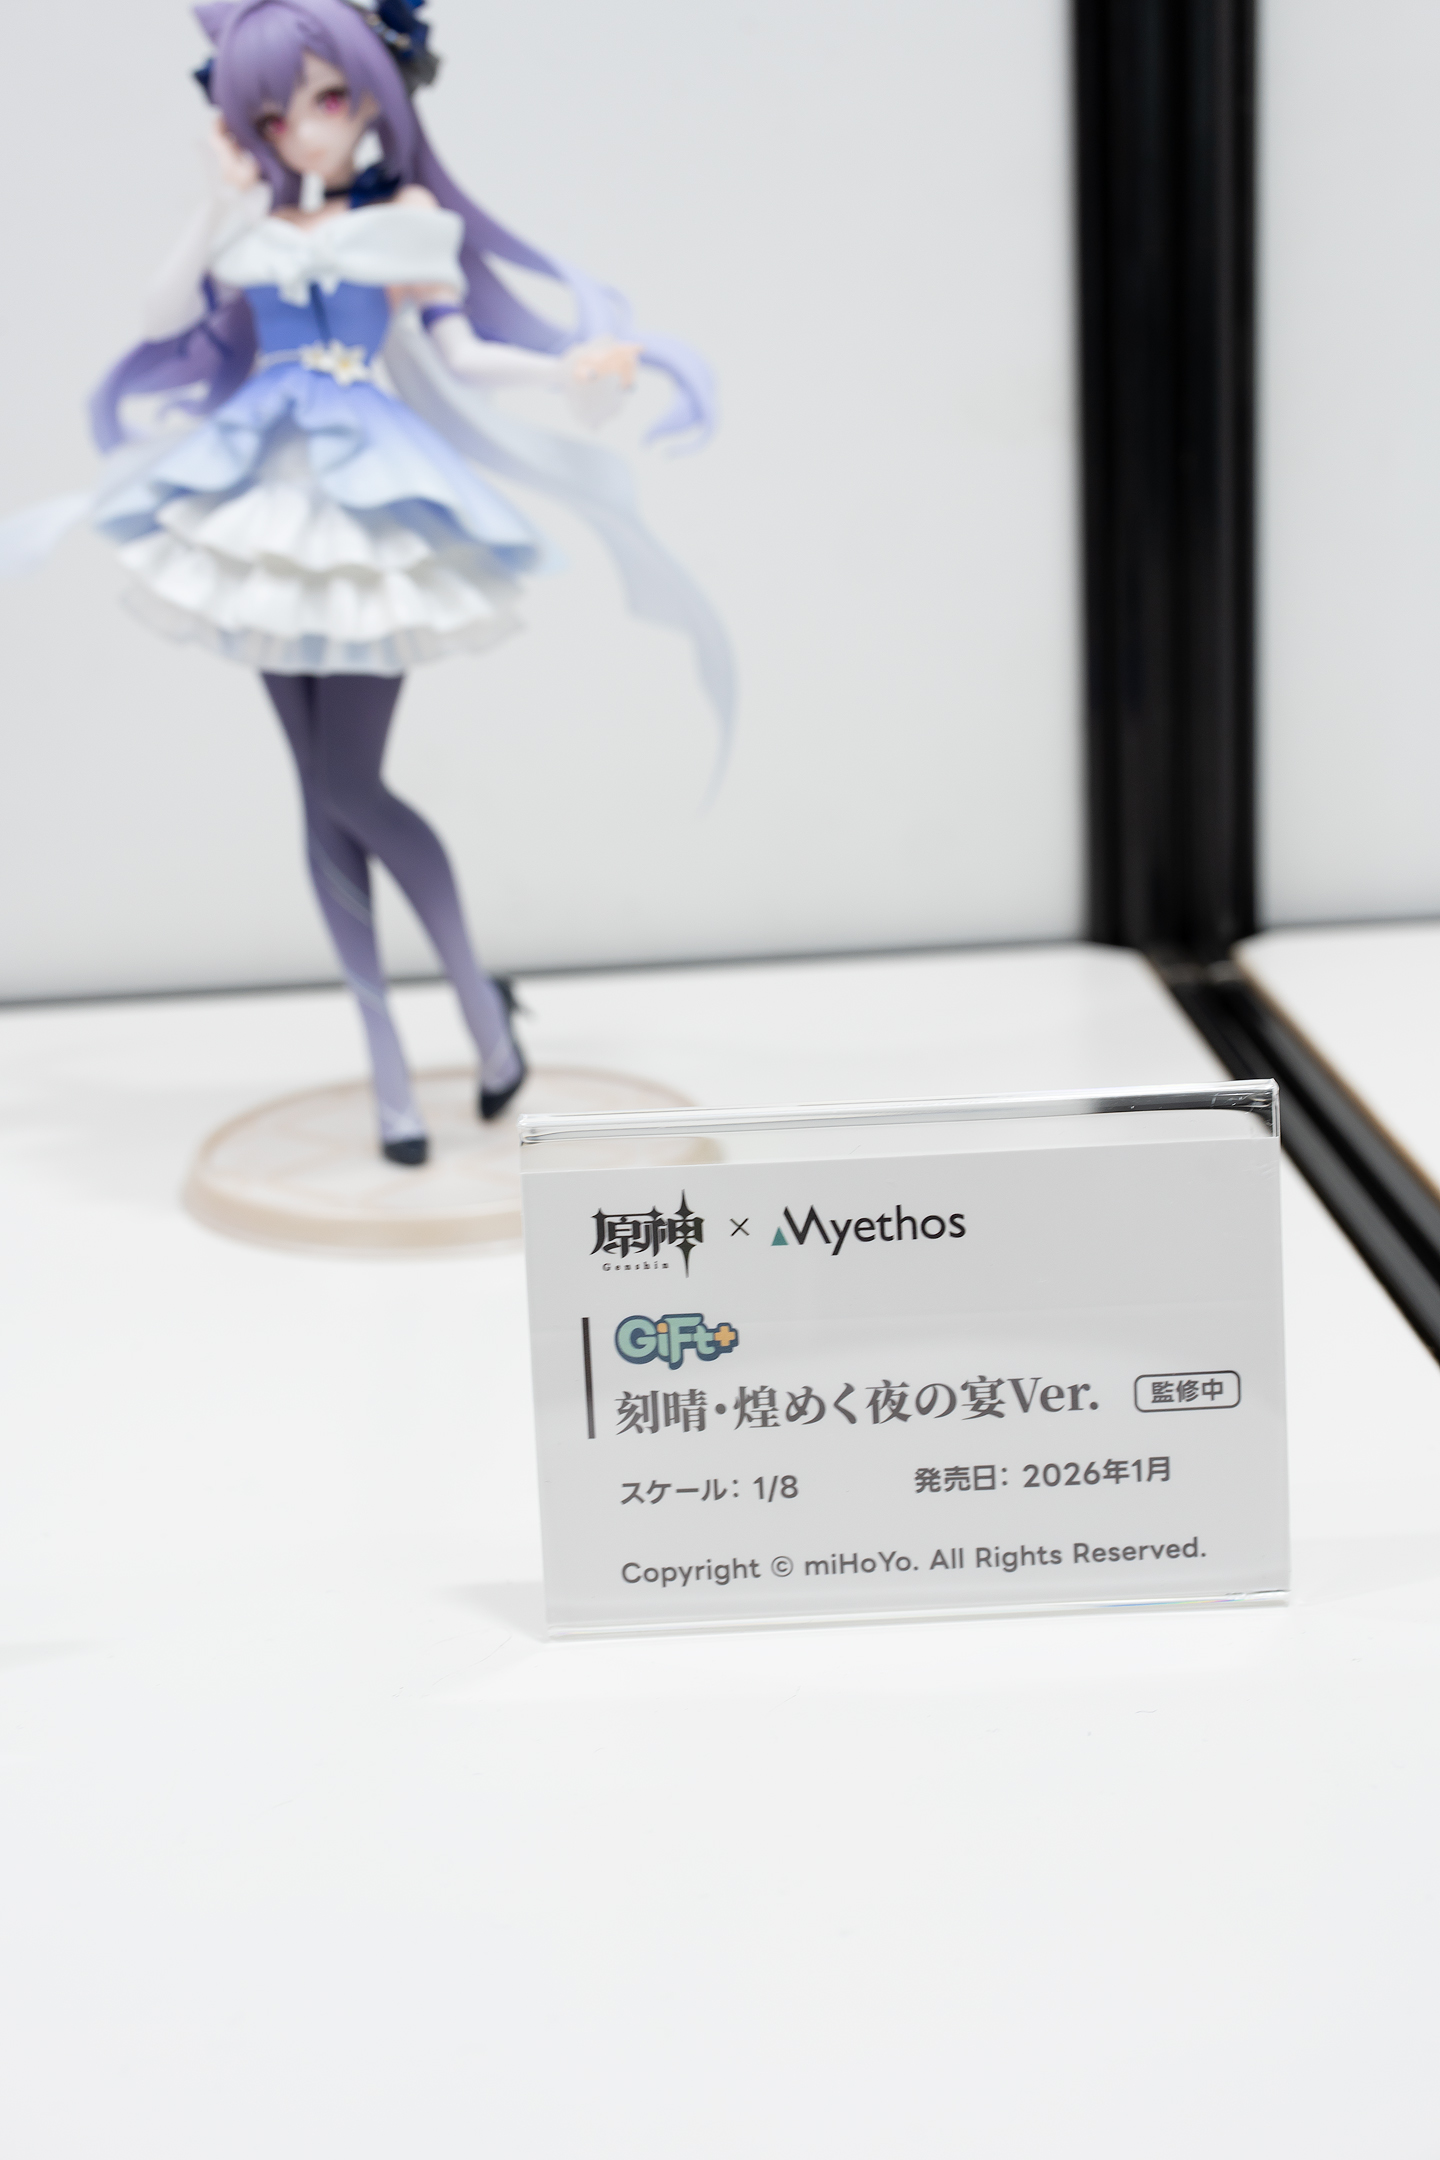 原神 × Myethos
Genshin
GiFt+
刻晴・煌めく夜の宴Ver. 監修中
スケール：1/8 発売日：2026年1月
Copyright © miHoYo. All Rights Reserved.